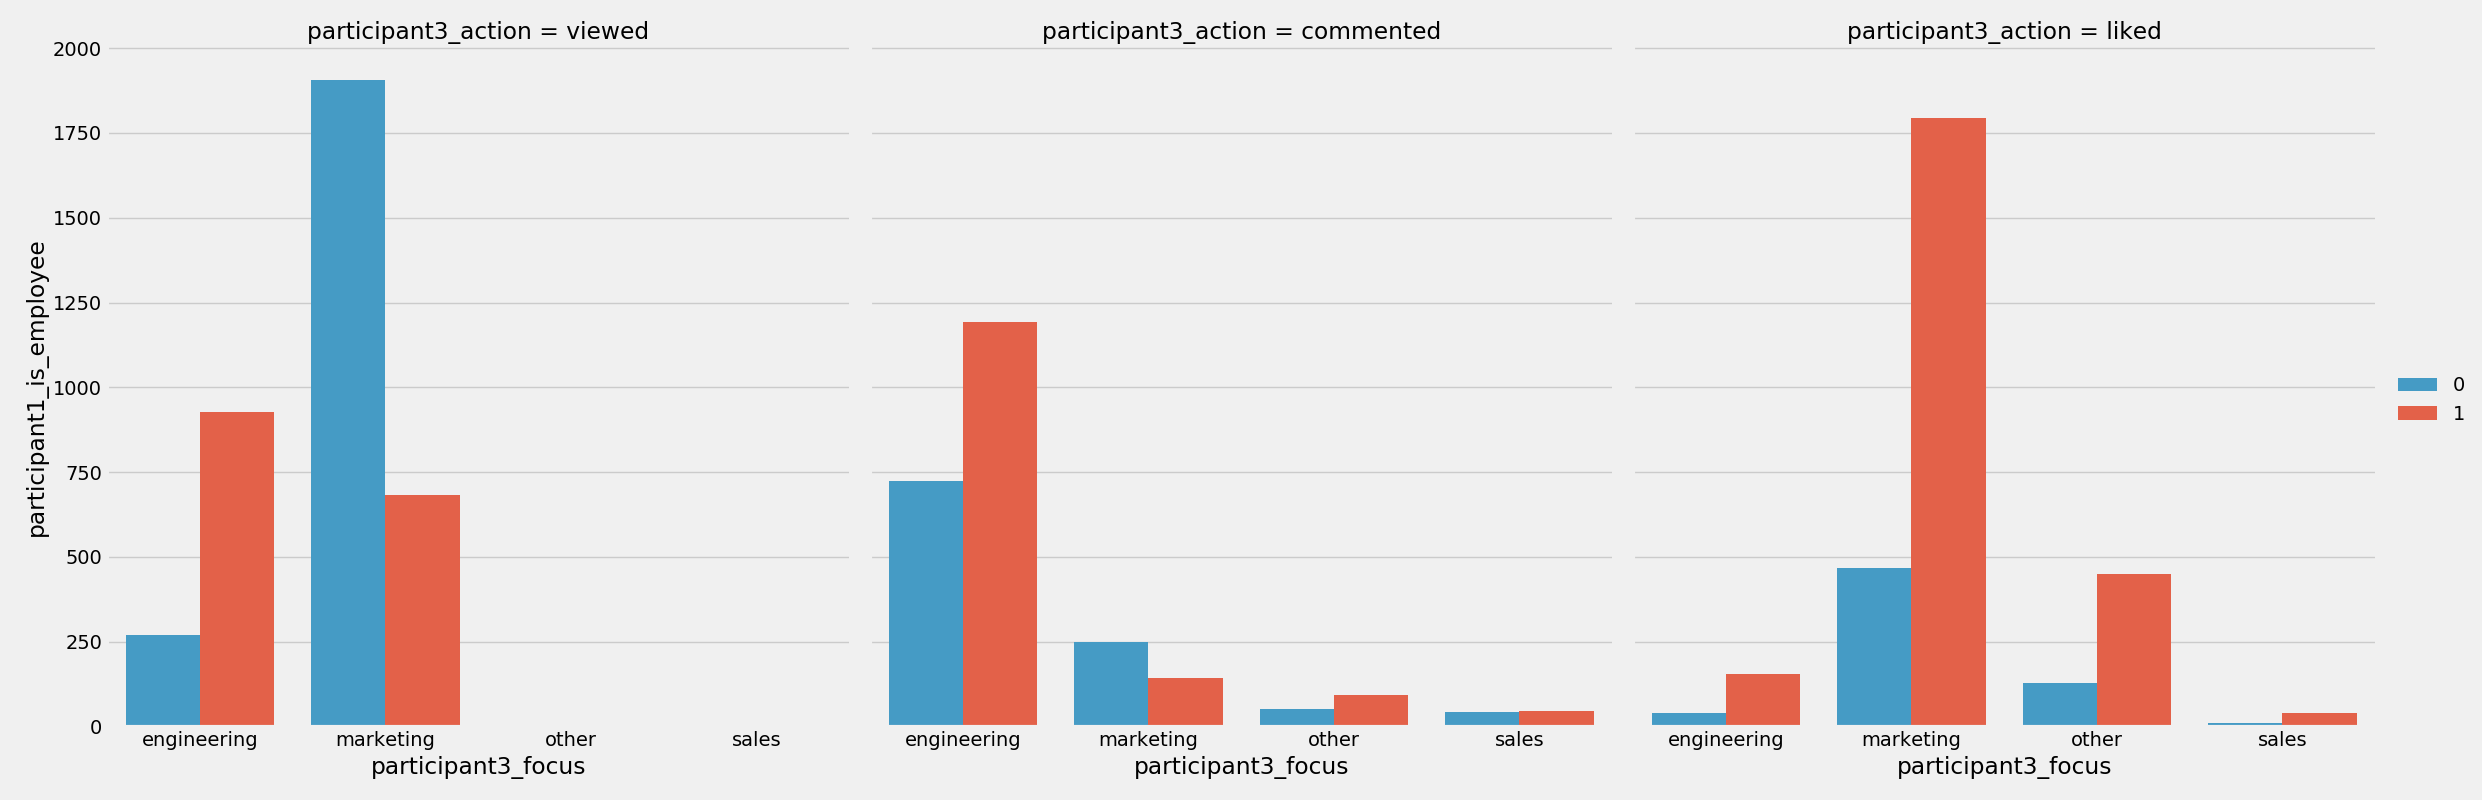 participant3_action = viewed
participant3_action = commented
participant3_action = liked
participant1_is_employee
2000
1750
1500
1250
1000
750
500
250
0
engineering marketing other sales
engineering marketing other sales
engineering marketing other sales
participant3_focus
participant3_focus
participant3_focus
0
1